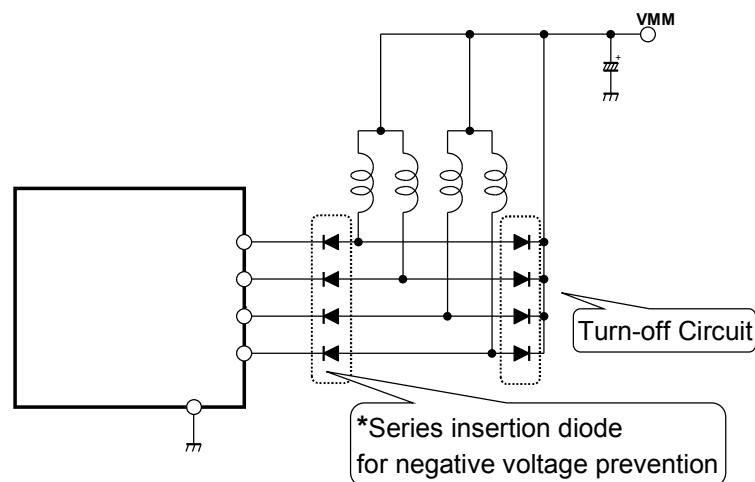 VMM
+
Turn-off Circuit
*Series insertion diode
for negative voltage prevention